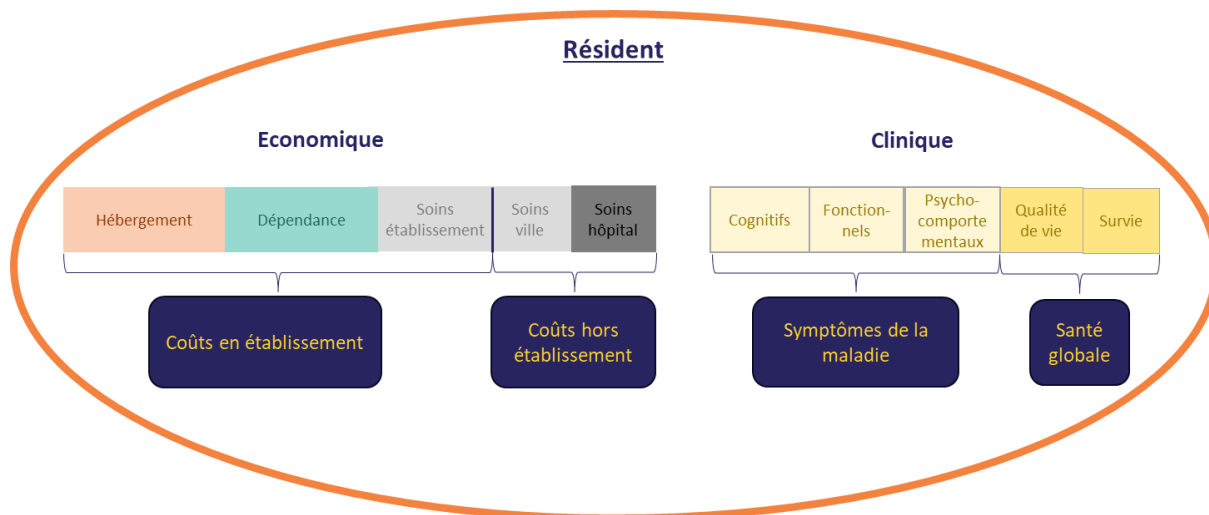 Résident
Economique
Clinique
Hébergement
Dépendance
Soins
établissement
Soins
ville
Soins
hôpital
Cognitifs
Fonction-
nels
Psycho-
comporte
mentaux
Qualité
de vie
Survie
Coûts en établissement
Coûts hors
établissement
Symptômes de la
maladie
Santé
globale